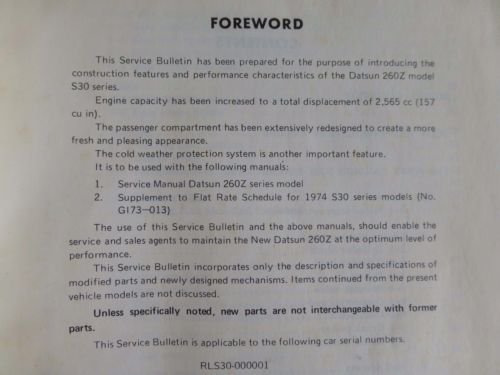 FOREWORD
This Service Bulletin has been prepared for the purpose of introducing the
construction features and performance characteristics of the Datsun 260Z model
S30 series.
Engine capacity has been increased to a total displacement of 2,565 cc (157
cu in).
The passenger compartment has been extensively redesigned to create a more
fresh and pleasing appearance.
The cold weather protection system is another important feature.
It is to be used with the following manuals:
1. Service Manual Datsun 260Z series model
2. Supplement to Flat Rate Schedule for 1974 S30 series models (No.
G173—013)
The use of this Service Bulletin and the above manuals, should enable the
service and sales agents to maintain the New Datsun 260Z at the optimum level of
performance.
This Service Bulletin incorporates only the description and specifications of
modified parts and newly designed mechanisms. Items continued from the present
vehicle models are not discussed.
Unless specifically noted, new parts are not interchangeable with former
parts.
This Service Bulletin is applicable to the following car serial numbers.
RLS30-000001